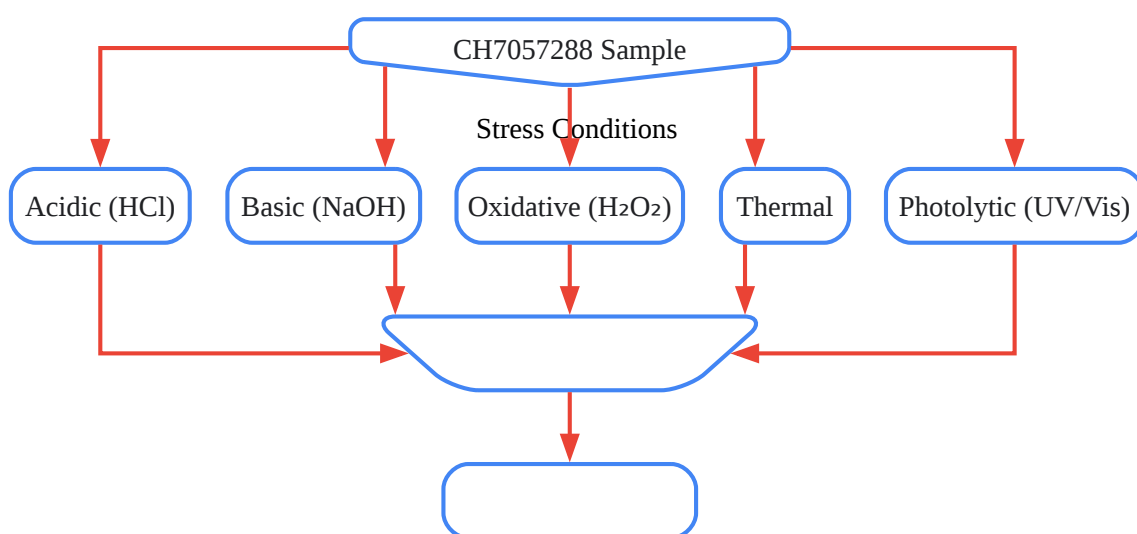 CH7057288 Sample
Stress Conditions
Acidic (HCl)
Basic (NaOH)
Oxidative (H₂O₂)
Thermal
Photolytic (UV/Vis)